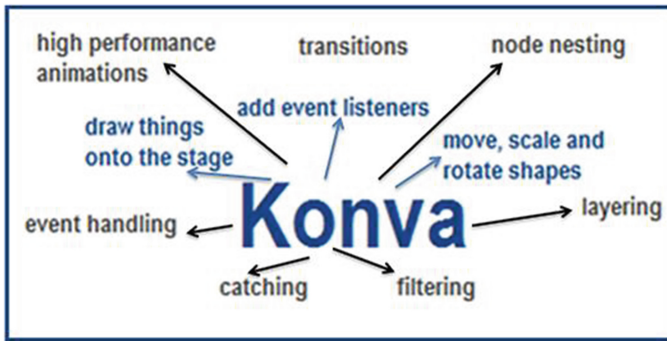 high performance
animations
transitions
node nesting
add event listeners
draw things
onto the stage
move, scale and
rotate shapes
Konva
event handling
layering
catching
filtering